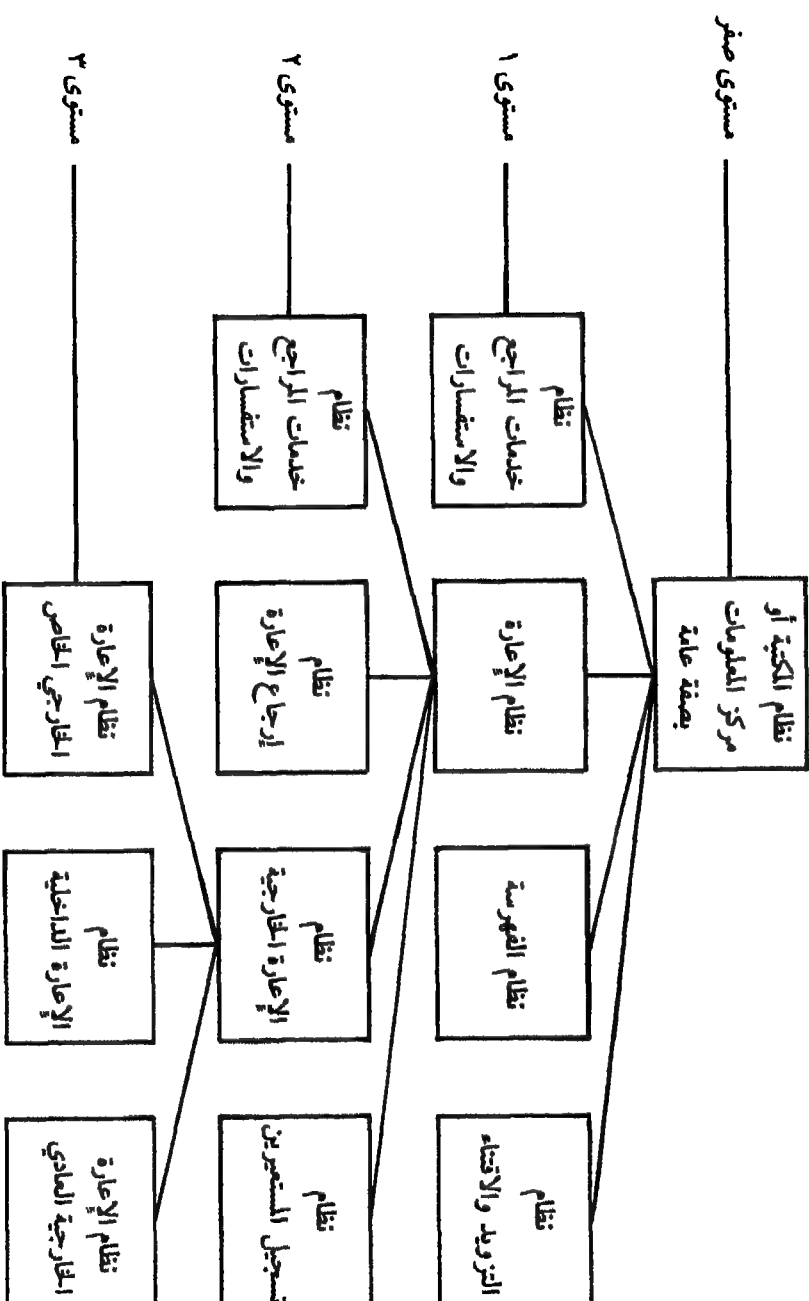 مستوى صفر
نظام المكتبة أو
مركز المعلومات
بصفة عامة
مستوى ١
نظام
التزويد والاقتناء
نظام الفهرسة
نظام الإعارة
نظام
خدمات المراجع
والاستفسارات
مستوى ٢
نظام
تسجيل المستعيرين
نظام
الإعارة الخارجية
نظام
إرجاع الإعارة
نظام
خدمات المراجع
والاستفسارات
مستوى ٣
نظام الإعارة
الخارجية العادي
نظام
الإعارة الداخلية
نظام الإعارة
الخارجي الخاص